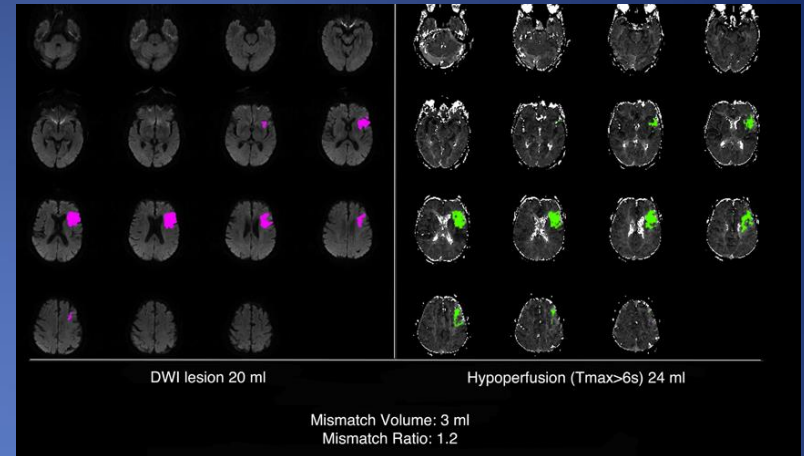 DWI lesion 20 ml
Hypoperfusion (Tmax>6s) 24 ml
Mismatch Volume: 3 ml
Mismatch Ratio: 1.2